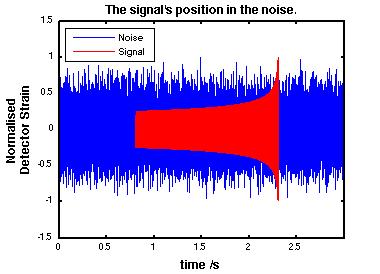 The signal's position in the noise.
Noise
Signal
Normalised
Detector Strain
1.5
1
0.5
0
-0.5
-1
-1.5
0 0.5 1 1.5 2 2.5
time /s